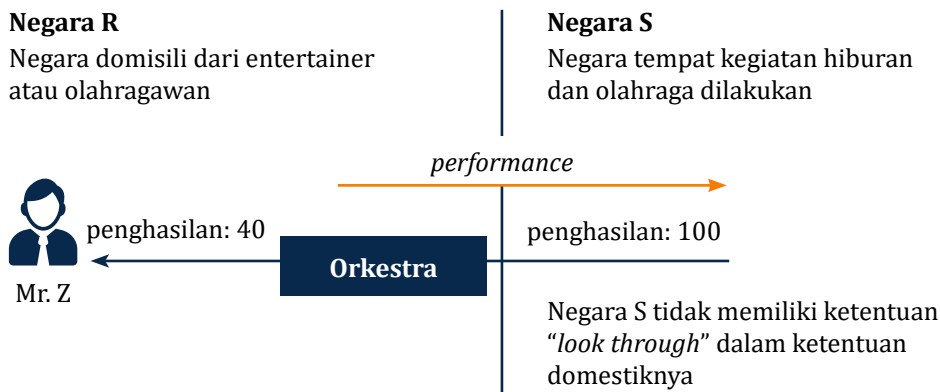 Negara R
Negara domisili dari entertainer
atau olahragawan
Negara S
Negara tempat kegiatan hiburan
dan olahraga dilakukan
performance
penghasilan: 40
penghasilan: 100
Orkestra
Mr. Z
Negara S tidak memiliki ketentuan
“look through” dalam ketentuan
domestiknya